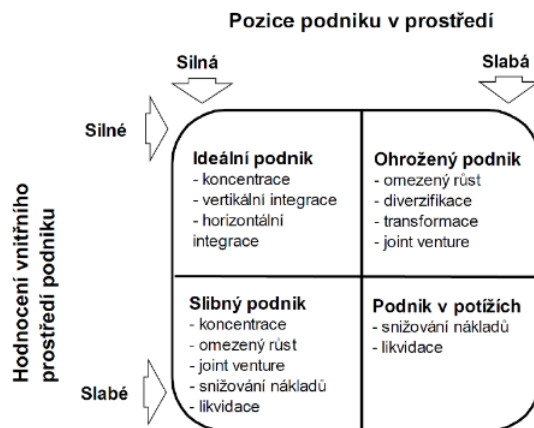 Pozice podniku v prostředí
Silná
Slabá
Silné
Hodnocení vnitřního
prostředí podniku
Slabé
Ideální podnik
- koncentrace
- vertikální integrace
- horizontální
integrace
Ohrožený podnik
- omezený růst
- diverzifikace
- transformace
- joint venture
Slibný podnik
- koncentrace
- omezený růst
- joint venture
- snižování nákladů
- likvidace
Podnik v potížích
- snižování nákladů
- likvidace